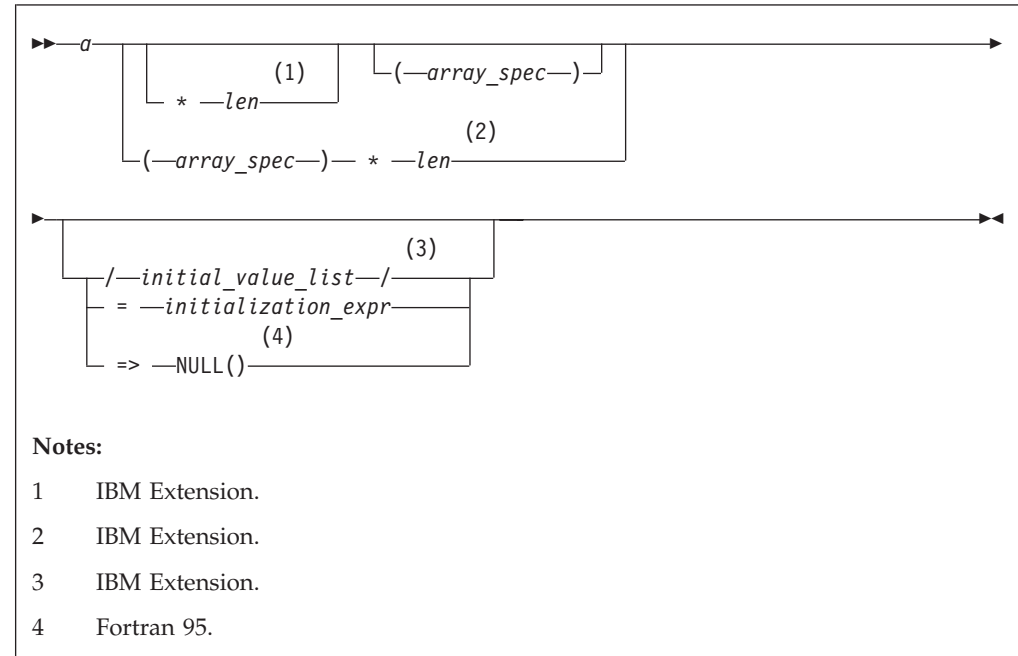 a
(1)
(array_spec)
* len
(2)
(array_spec) * len
(3)
/initial_value_list/
= initialization_expr
(4)
=> NULL()
Notes:
1 IBM Extension.
2 IBM Extension.
3 IBM Extension.
4 Fortran 95.